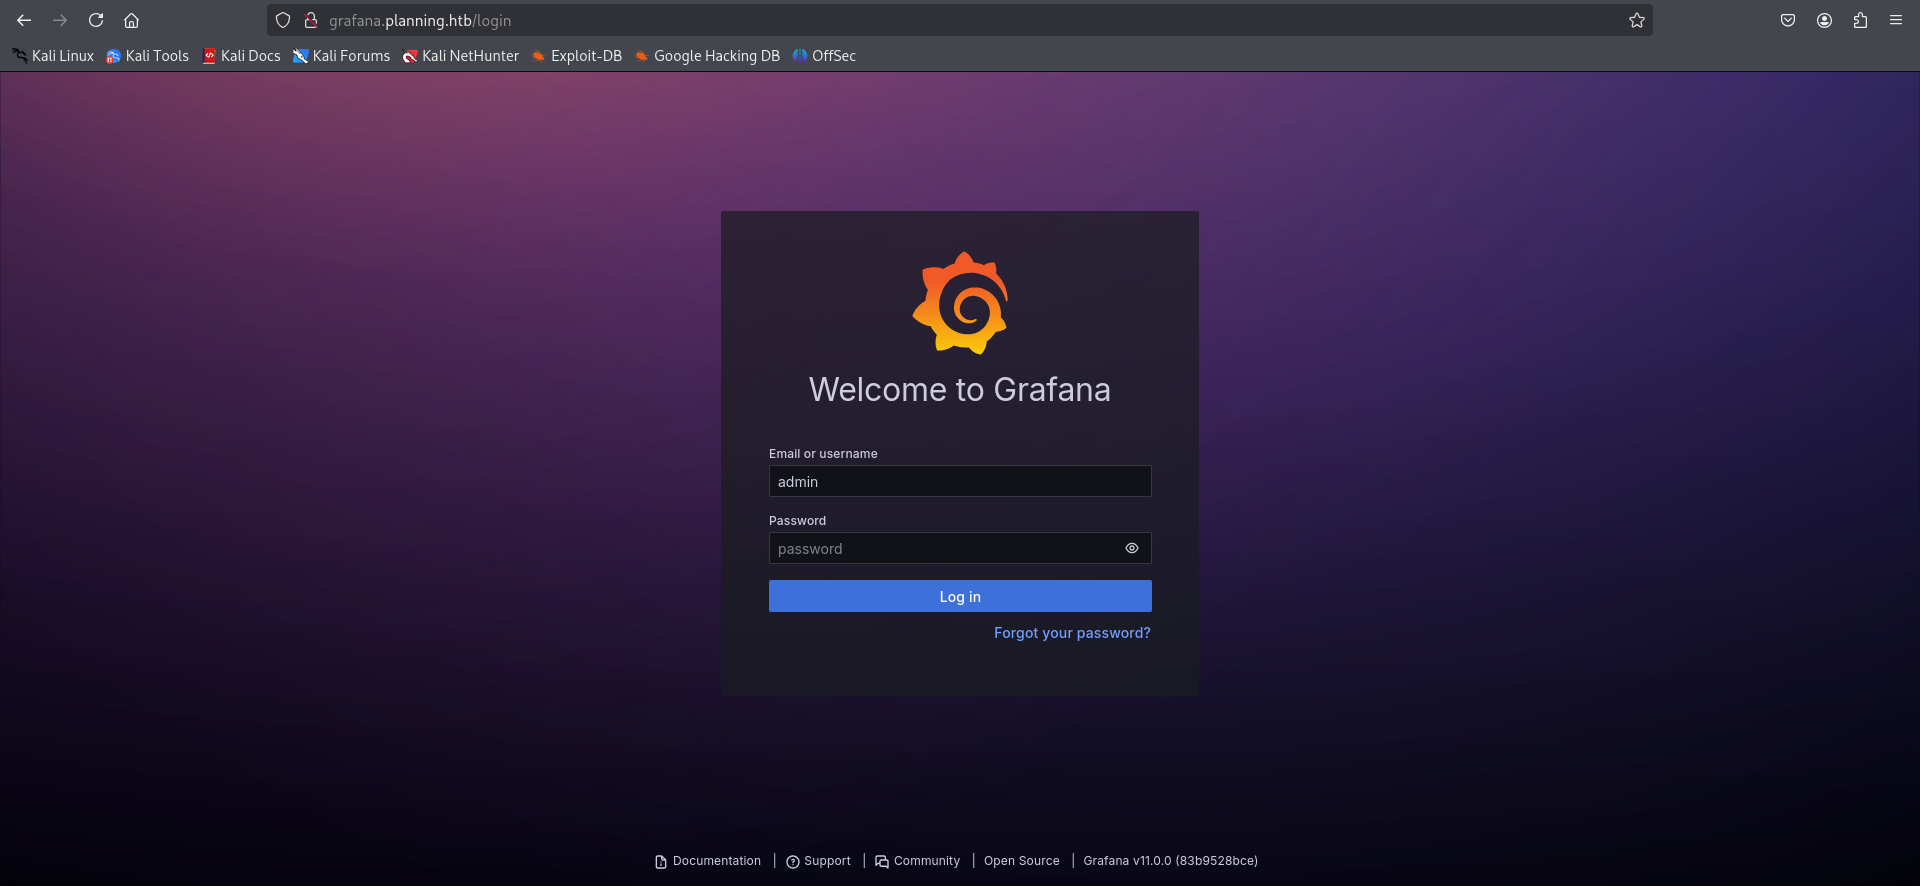 grafana.planning.htb/login
Kali Linux Kali Tools Kali Docs Kali Forums Kali NetHunter Exploit-DB Google Hacking DB OffSec
Welcome to Grafana
Email or username
admin
Password
password
Log in
Forgot your password?
Documentation | Support | Community | Open Source | Grafana v11.0.0 (83b9528bce)